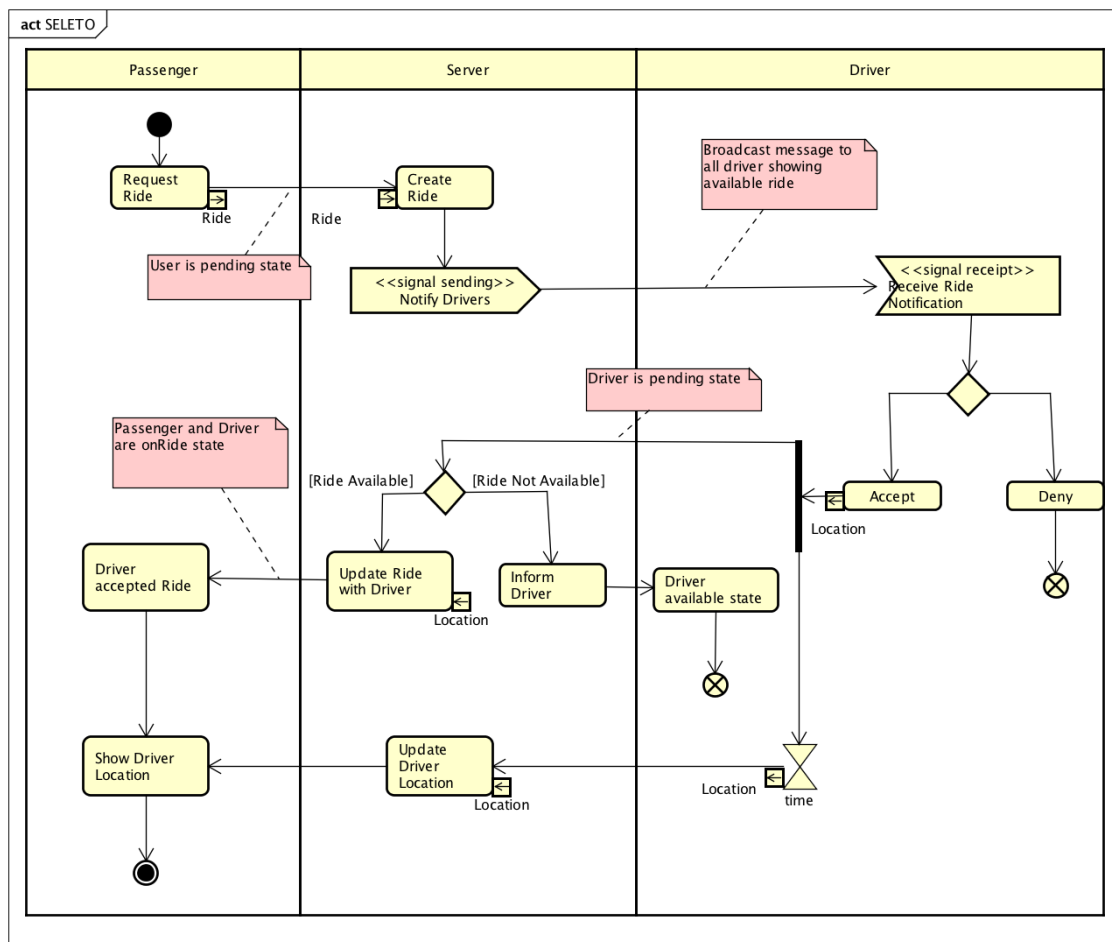 act SELETO
Passenger
Server
Driver
Request
Ride
Ride
Ride
Create
Ride
User is pending state
<<signal sending>>
Notify Drivers
Broadcast message to
all driver showing
available ride
<<signal receipt>>
Receive Ride
Notification
Driver is pending state
Passenger and Driver
are onRide state
[Ride Available]
[Ride Not Available]
Accept
Location
Deny
Driver
accepted Ride
Update Ride
with Driver
Location
Inform
Driver
Driver
available state
Show Driver
Location
Update
Driver
Location
Location
Location
time